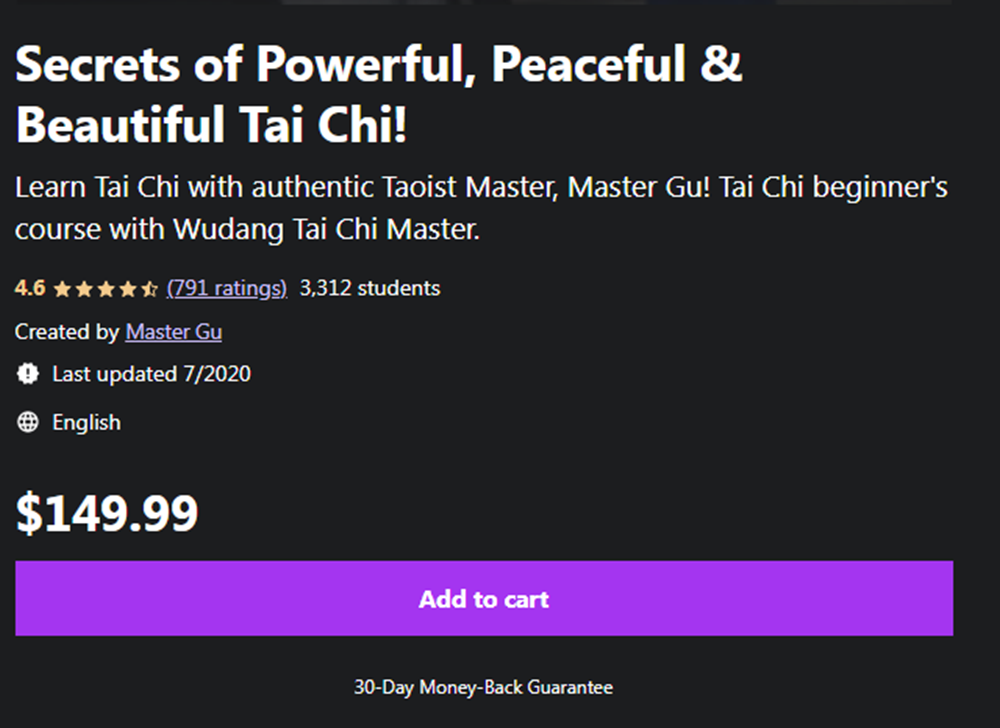 Secrets of Powerful, Peaceful &
Beautiful Tai Chi!
Learn Tai Chi with authentic Taoist Master, Master Gu! Tai Chi beginner's
course with Wudang Tai Chi Master.
4.6 (791 ratings) 3,312 students
Created by Master Gu
Last updated 7/2020
English
$149.99
Add to cart
30-Day Money-Back Guarantee